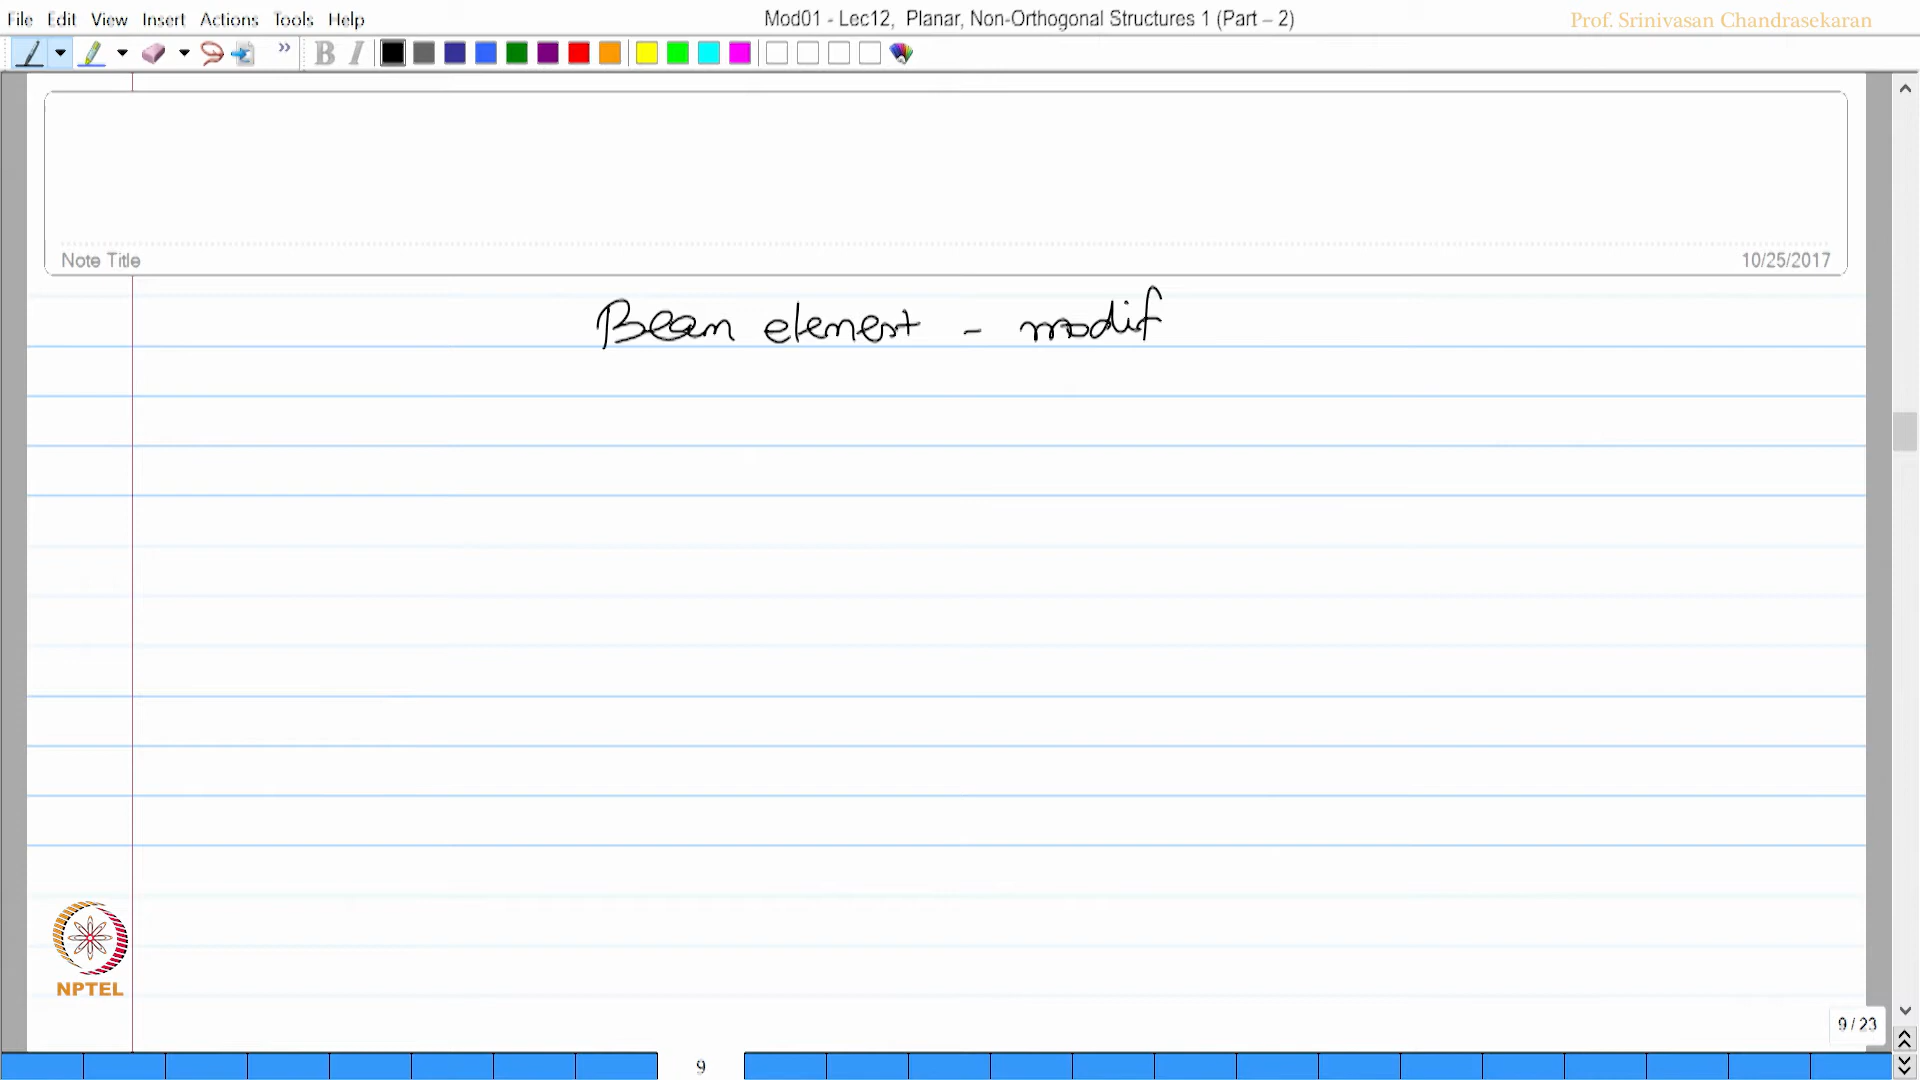 File Edit View Insert Actions Tools Help
Mod01 - Lec12, Planar, Non-Orthogonal Structures 1 (Part – 2)
Prof. Srinivasan Chandrasekaran
B I
Note Title
10/25/2017
Beam element - modif
NPTEL
9 / 23
9